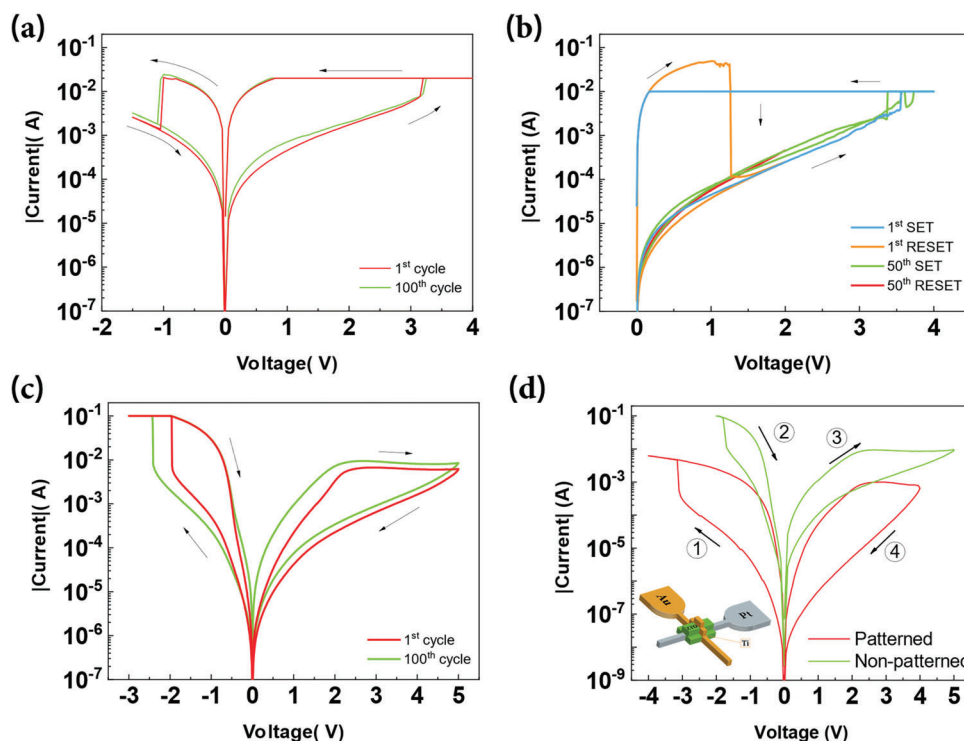 (a)
|Current|( A)
10⁻¹
10⁻²
10⁻³
10⁻⁴
10⁻⁵
10⁻⁶
10⁻⁷
1ˢᵗ cycle
100ᵗʰ cycle
-2 -1 0 1 2 3 4
Voltage( V)
(b)
|Current|( A)
10⁻¹
10⁻²
10⁻³
10⁻⁴
10⁻⁵
10⁻⁶
10⁻⁷
1ˢᵗ SET
1ˢᵗ RESET
50ᵗʰ SET
50ᵗʰ RESET
0 1 2 3 4
Voltage( V)
(c)
|Current|( A)
10⁻¹
10⁻²
10⁻³
10⁻⁴
10⁻⁵
10⁻⁶
10⁻⁷
1ˢᵗ cycle
100ᵗʰ cycle
-3 -2 -1 0 1 2 3 4 5
Voltage( V)
(d)
|Current| (A)
10⁻¹
10⁻³
10⁻⁵
10⁻⁷
10⁻⁹
②
③
①
④
Au
Pt
Ti
Patterned
Non-patterned
-4 -3 -2 -1 0 1 2 3 4 5
Voltage (V)